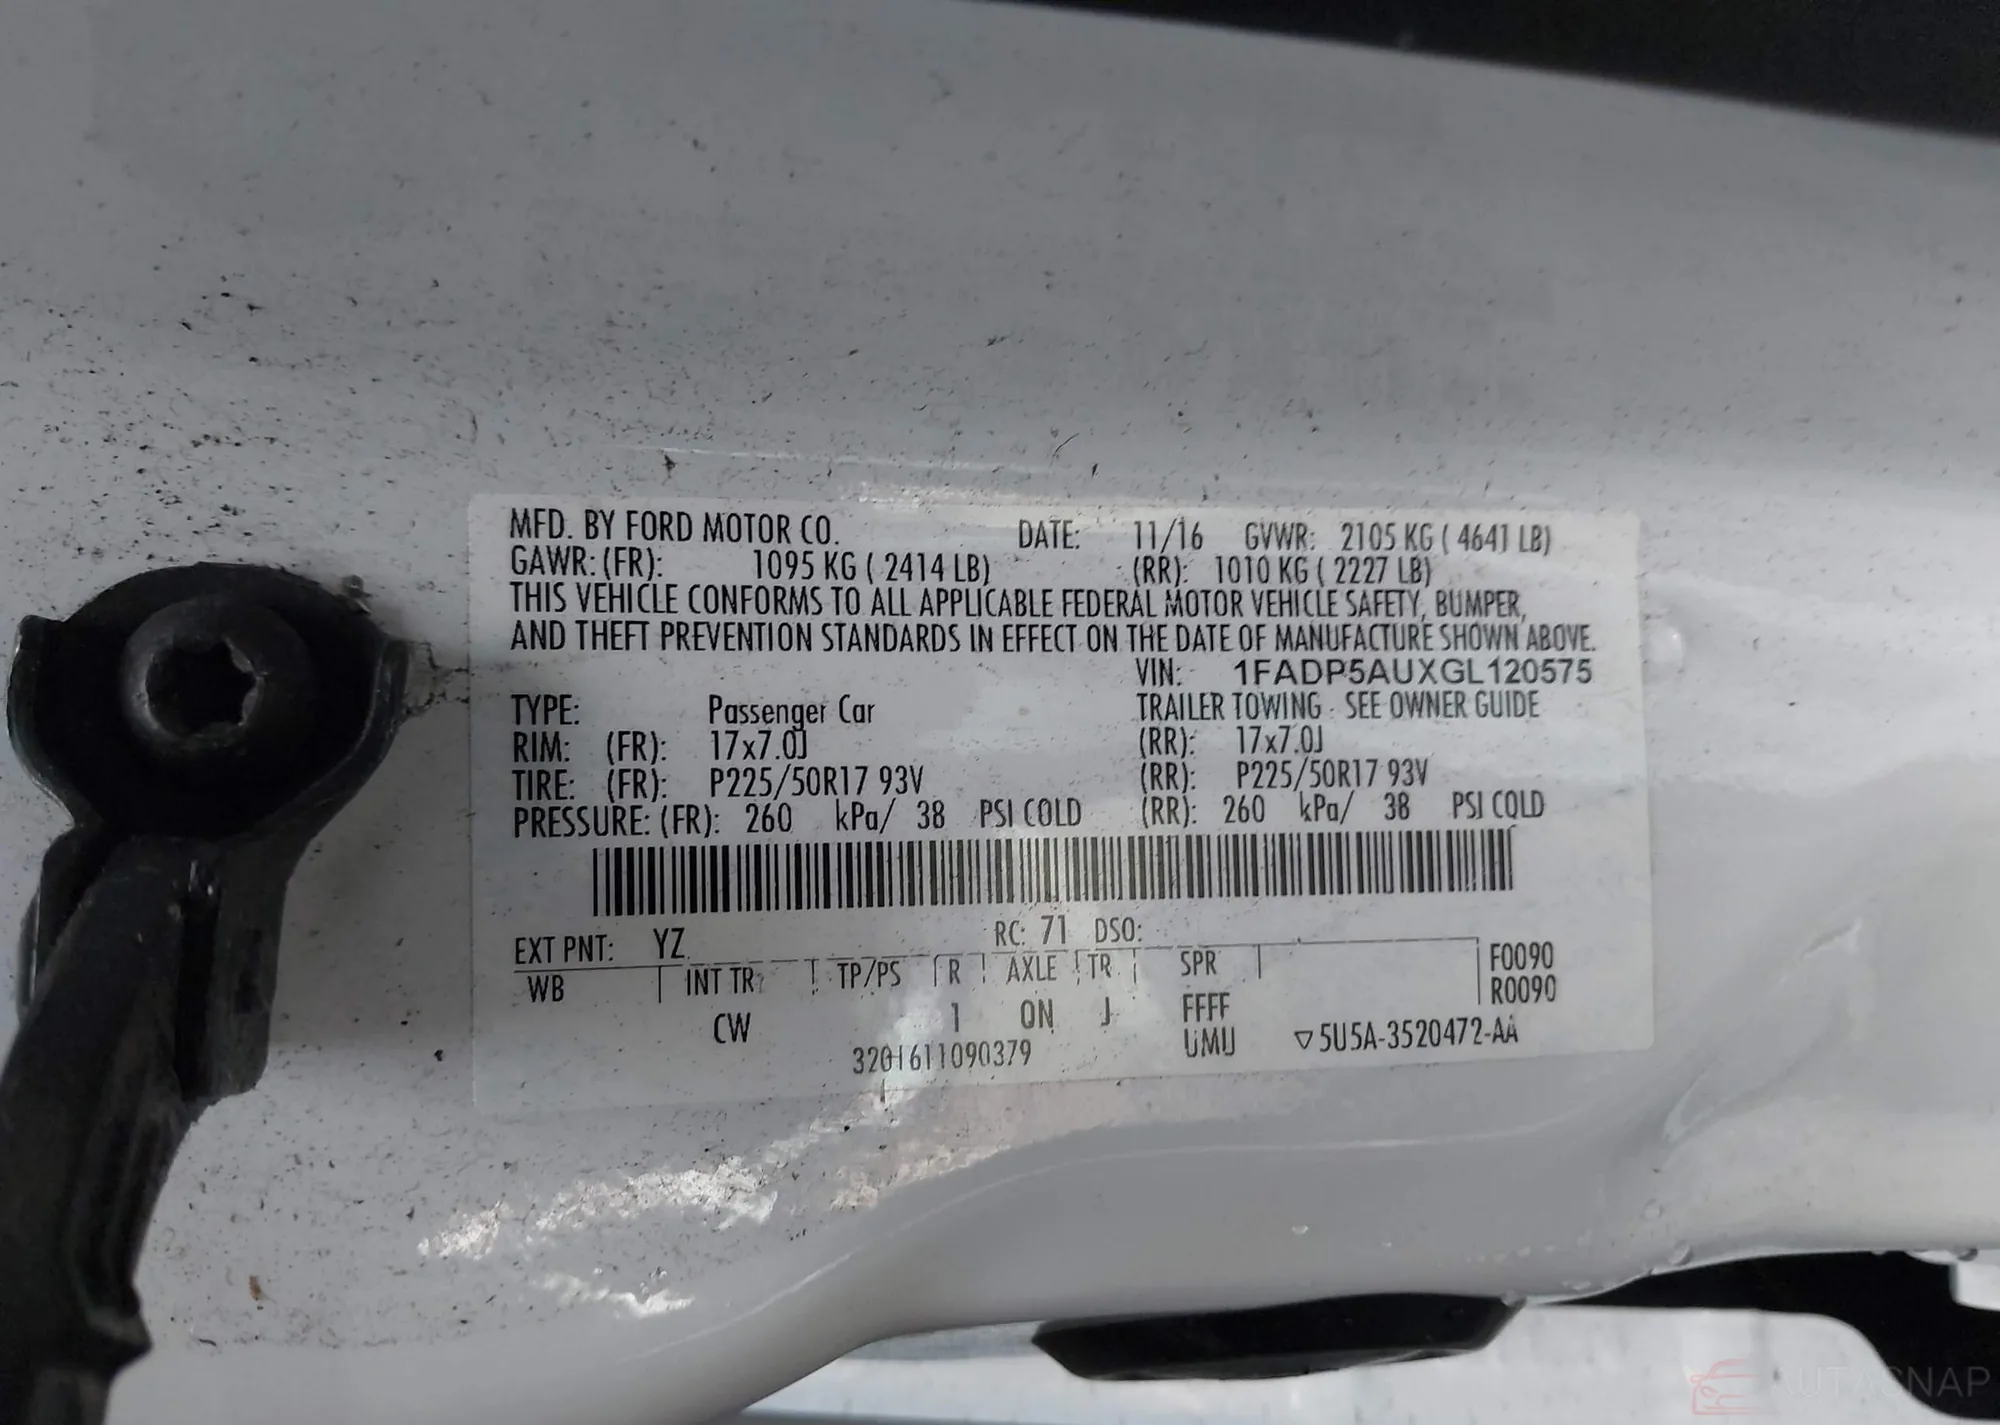 MFD. BY FORD MOTOR CO. DATE: 11/16 GVWR: 2105 KG ( 4641 LB)
GAWR: (FR): 1095 KG ( 2414 LB) (RR): 1010 KG ( 2227 LB)
THIS VEHICLE CONFORMS TO ALL APPLICABLE FEDERAL MOTOR VEHICLE SAFETY, BUMPER,
AND THEFT PREVENTION STANDARDS IN EFFECT ON THE DATE OF MANUFACTURE SHOWN ABOVE.
VIN: 1FADP5AUXGL120575
TYPE: Passenger Car TRAILER TOWING - SEE OWNER GUIDE
RIM: (FR): 17x7.0J (RR): 17x7.0J
TIRE: (FR): P225/50R17 93V (RR): P225/50R17 93V
PRESSURE: (FR): 260 kPa/ 38 PSI COLD (RR): 260 kPa/ 38 PSI COLD
EXT PNT: YZ RC: 71 DSO:
WB INT TR TP/PS R AXLE TR SPR F0090
R0090
CW 1 ON J FFFF
3201611090379 UMU ▽5U5A-3520472-AA